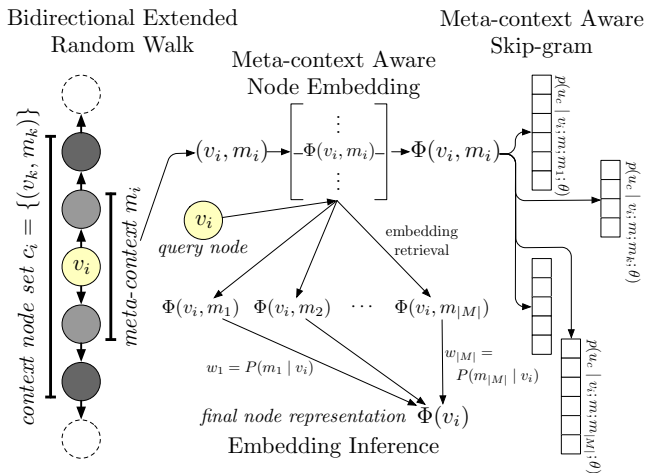 Bidirectional Extended
Random Walk
context node set c_i = {(v_k, m_k)}
v_i
meta-context m_i
Meta-context Aware
Node Embedding
(v_i, m_i)
⋮
Φ(v_i, m_i)
⋮
Φ(v_i, m_i)
v_i
query node
embedding
retrieval
Φ(v_i, m_1) Φ(v_i, m_2) ⋯ Φ(v_i, m_{|M|})
w_1 = P(m_1 | v_i)
w_{|M|} =
P(m_{|M|} | v_i)
final node representation Φ(v_i)
Embedding Inference
Meta-context Aware
Skip-gram
p(u_c | v_i; m; m_1; θ)
p(u_c | v_i; m; m_k; θ)
p(u_c | v_i; m; m_{|M|}; θ)